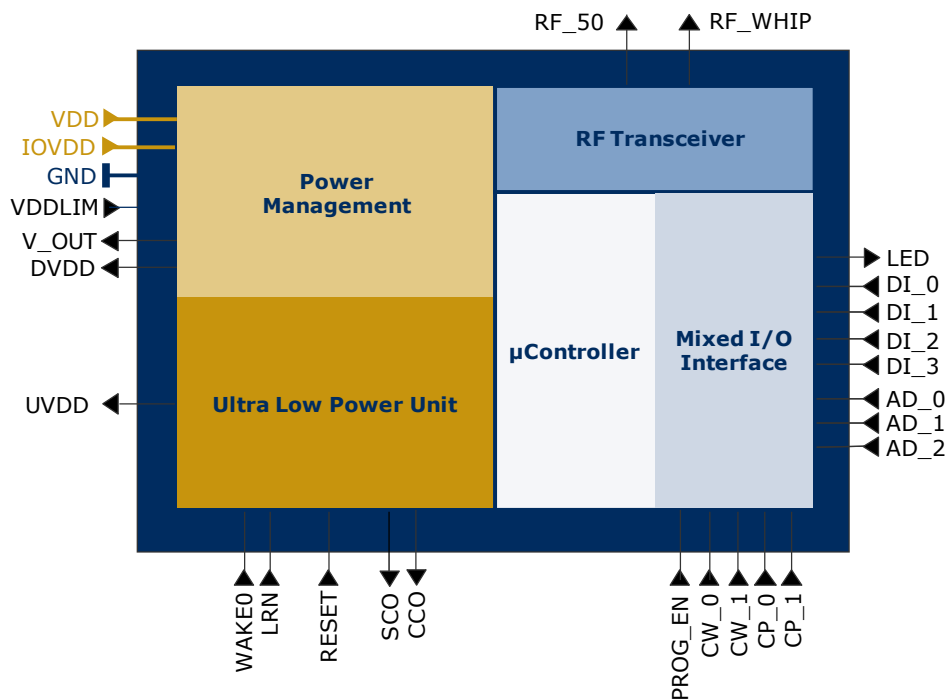 RF_50
RF_WHIP
VDD
IOVDD
GND
VDDLIM
V_OUT
DVDD
UVDD
Power
Management
RF Transceiver
Ultra Low Power Unit
µController
Mixed I/O
Interface
LED
DI_0
DI_1
DI_2
DI_3
AD_0
AD_1
AD_2
WAKE0
LRN
RESET
SCO
CCO
PROG_EN
CW_0
CW_1
CP_0
CP_1